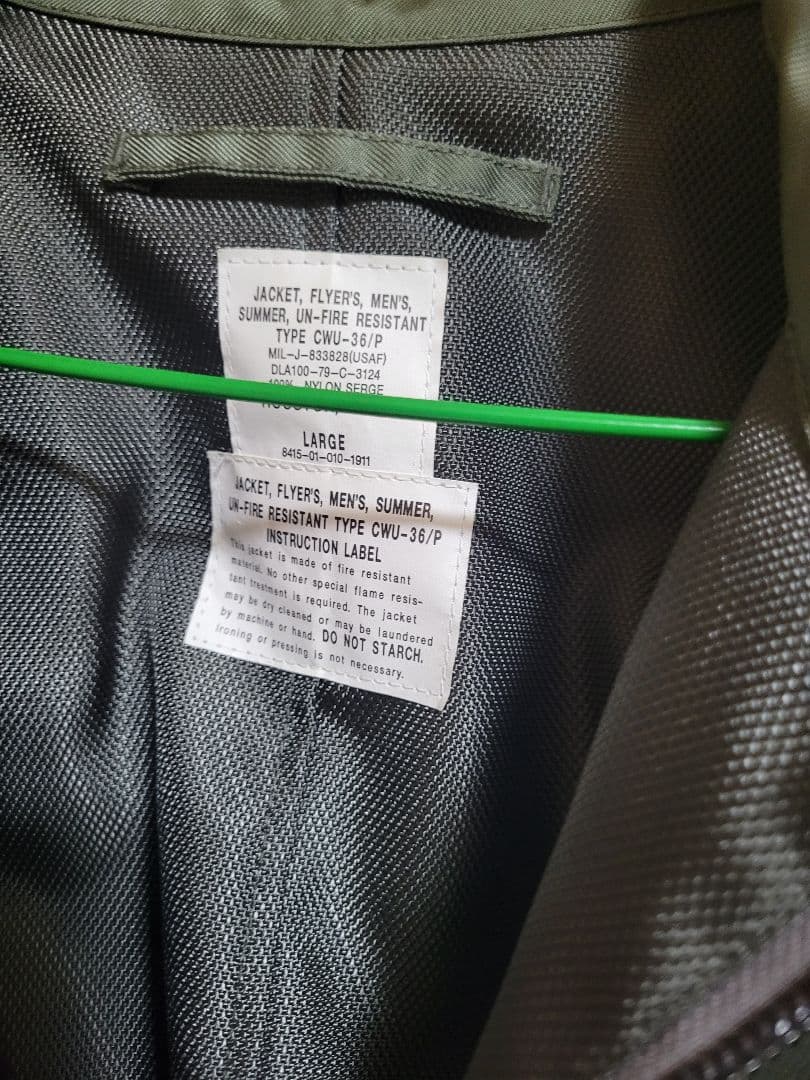 JACKET, FLYER'S, MEN'S,
SUMMER, UN-FIRE RESISTANT
TYPE CWU-36/P
MIL-J-833828(USAF)
DLA100-79-C-3124
100% NYLON SERGE
LARGE
8415-01-010-1911
JACKET, FLYER'S, MEN'S, SUMMER,
UN-FIRE RESISTANT TYPE CWU-36/P
INSTRUCTION LABEL
This jacket is made of fire resistant
material. No other special flame resis-
tant treatment is required. The jacket
may be dry cleaned or may be laundered
by machine or hand. DO NOT STARCH.
Ironing or pressing is not necessary.